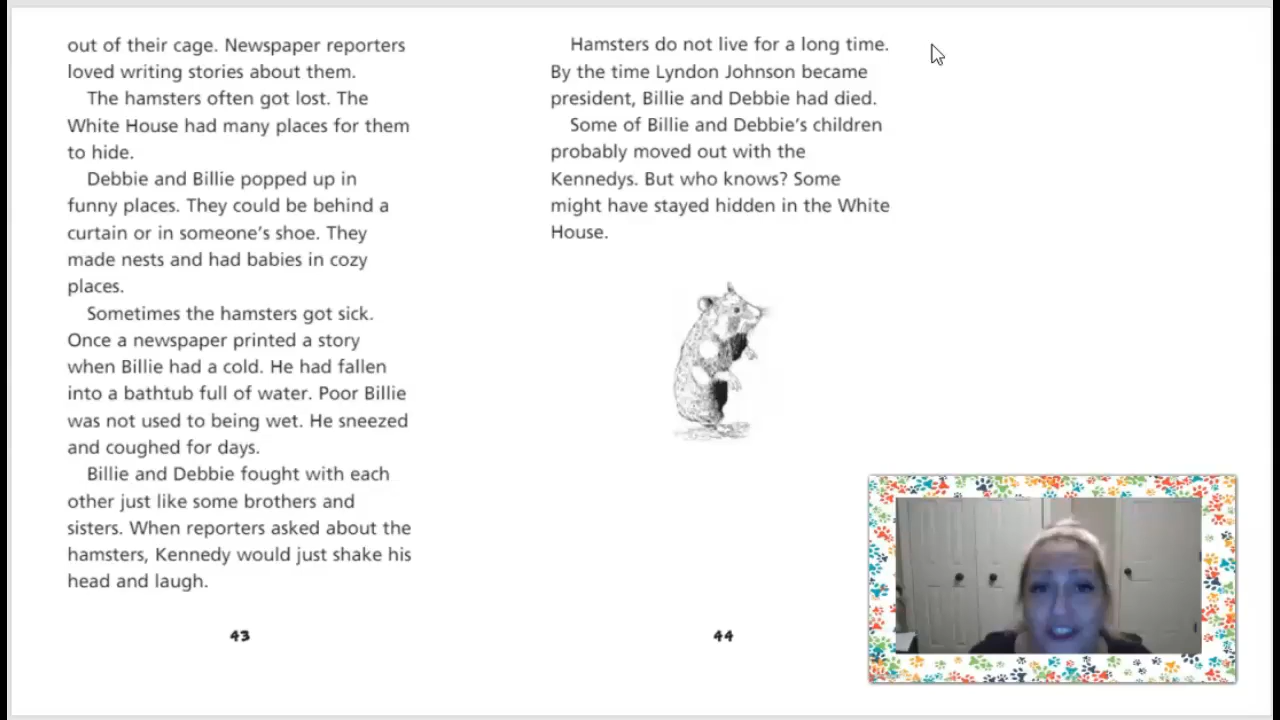 out of their cage. Newspaper reporters
loved writing stories about them.
The hamsters often got lost. The
White House had many places for them
to hide.
Debbie and Billie popped up in
funny places. They could be behind a
curtain or in someone's shoe. They
made nests and had babies in cozy
places.
Sometimes the hamsters got sick.
Once a newspaper printed a story
when Billie had a cold. He had fallen
into a bathtub full of water. Poor Billie
was not used to being wet. He sneezed
and coughed for days.
Billie and Debbie fought with each
other just like some brothers and
sisters. When reporters asked about the
hamsters, Kennedy would just shake his
head and laugh.
43
Hamsters do not live for a long time.
By the time Lyndon Johnson became
president, Billie and Debbie had died.
Some of Billie and Debbie's children
probably moved out with the
Kennedys. But who knows? Some
might have stayed hidden in the White
House.
44